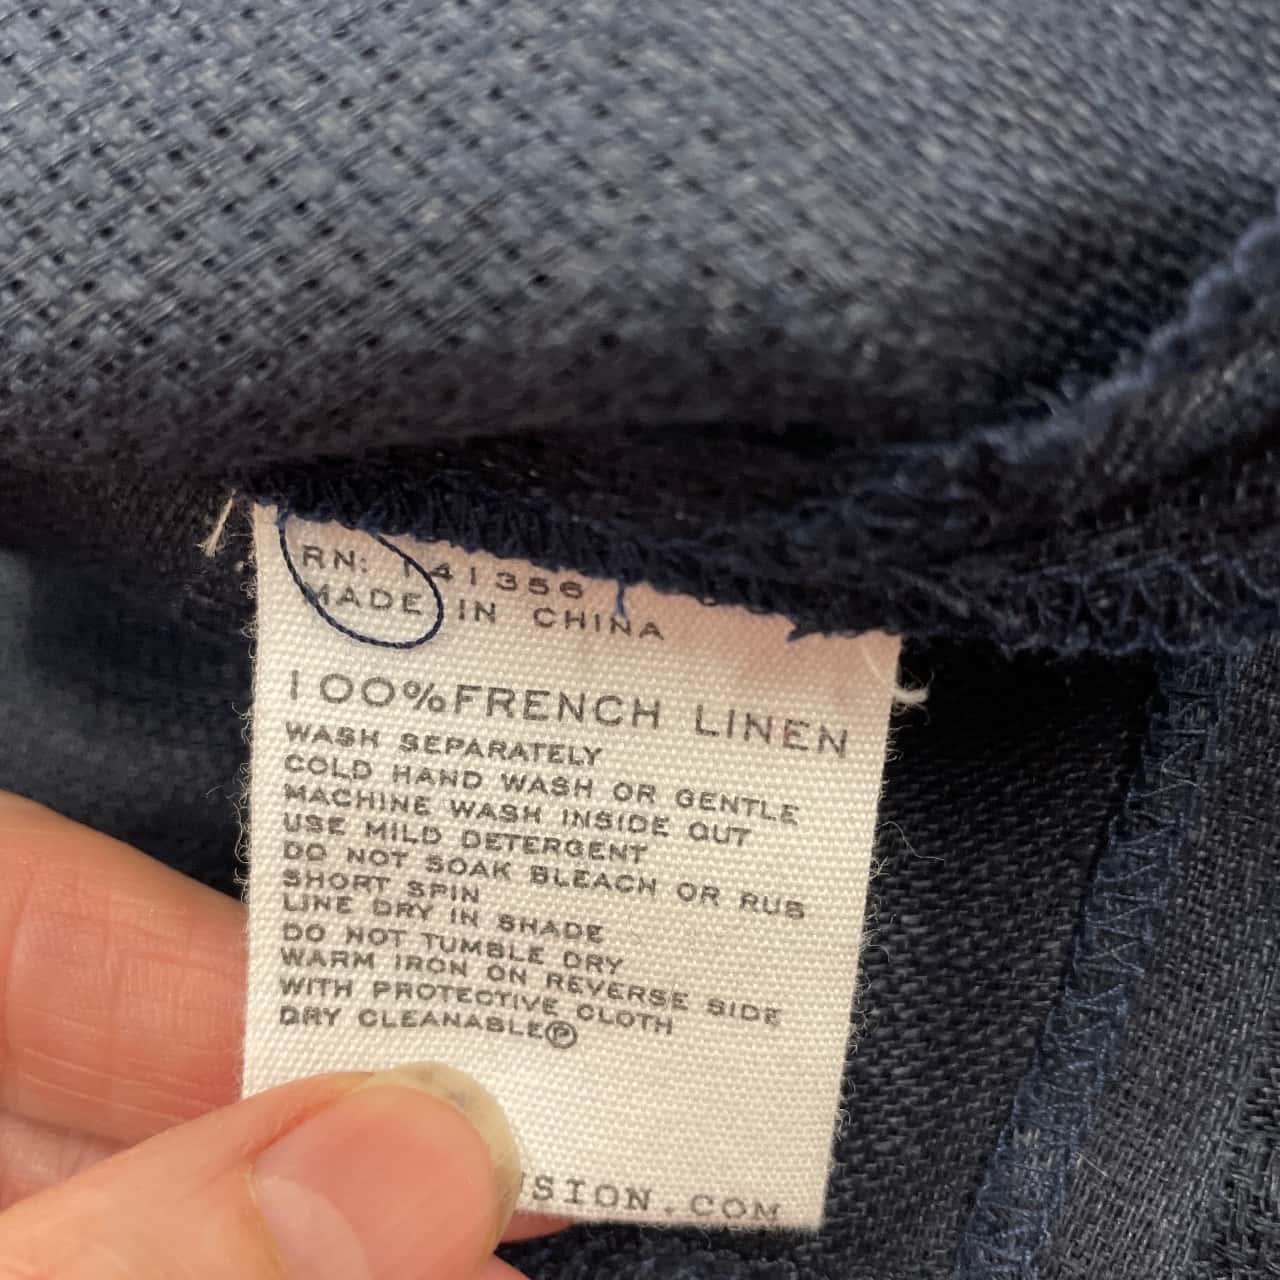 RN: 141356
MADE IN CHINA
100%FRENCH LINEN
WASH SEPARATELY
COLD HAND WASH OR GENTLE
MACHINE WASH INSIDE OUT
USE MILD DETERGENT
DO NOT SOAK BLEACH OR RUB
SHORT SPIN
LINE DRY IN SHADE
DO NOT TUMBLE DRY
WARM IRON ON REVERSE SIDE
WITH PROTECTIVE CLOTH
DRY CLEANABLEⓅ
SION.COM